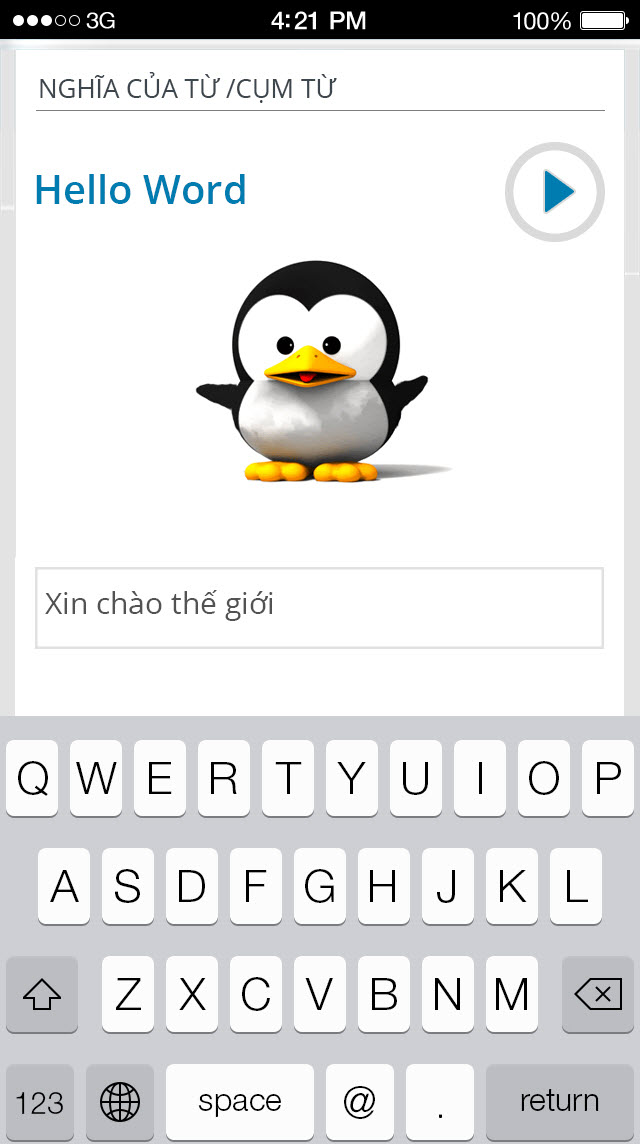 3G 4:21 PM 100%
NGHĨA CỦA TỪ /CỤM TỪ
Hello Word
Xin chào thế giới
Q W E R T Y U I O P
A S D F G H J K L
Z X C V B N M
123 space @ . return